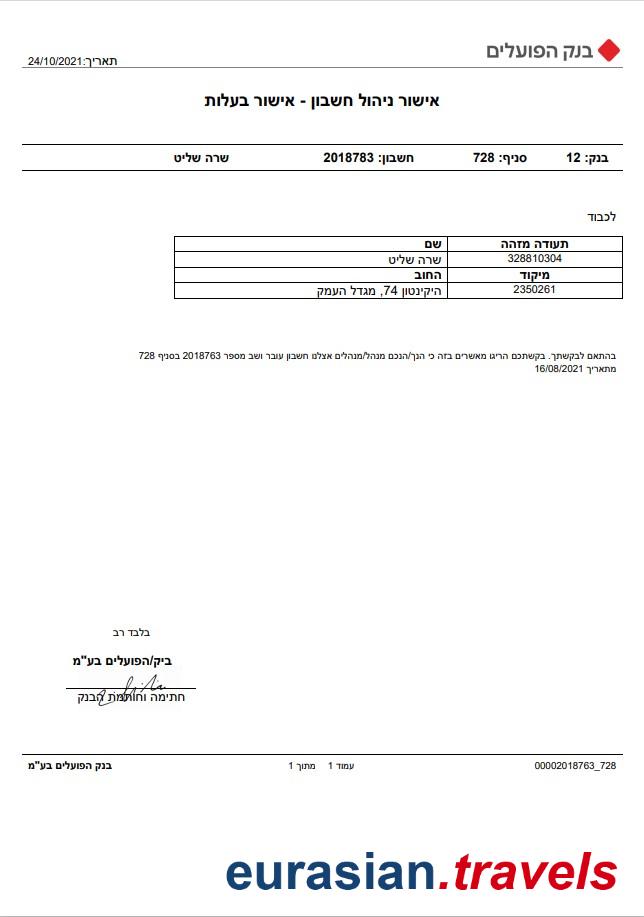 בנק הפועלים
תאריך:24/10/2021
אישור ניהול חשבון - אישור בעלות
בנק: 12 סניף: 728 חשבון: 2018783 שרה שליט
לכבוד
תעודה מזהה שם
328810304 שרה שליט
מיקוד החוב
2350261 היקינטון 74, מגדל העמק
בהתאם לבקשתך. בקשתכם הריגו מאשרים בזה כי הנך/הנכם מנהל/מנהלים אצלנו חשבון עובר ושב מספר 2018763 בסניף 728
מתאריך 16/08/2021
בלבד רב
ביק/הפועלים בע"מ
חתימה וחותמת הבנק
728_00002018763 עמוד 1 מתוך 1 בנק הפועלים בע"מ
eurasian.travels